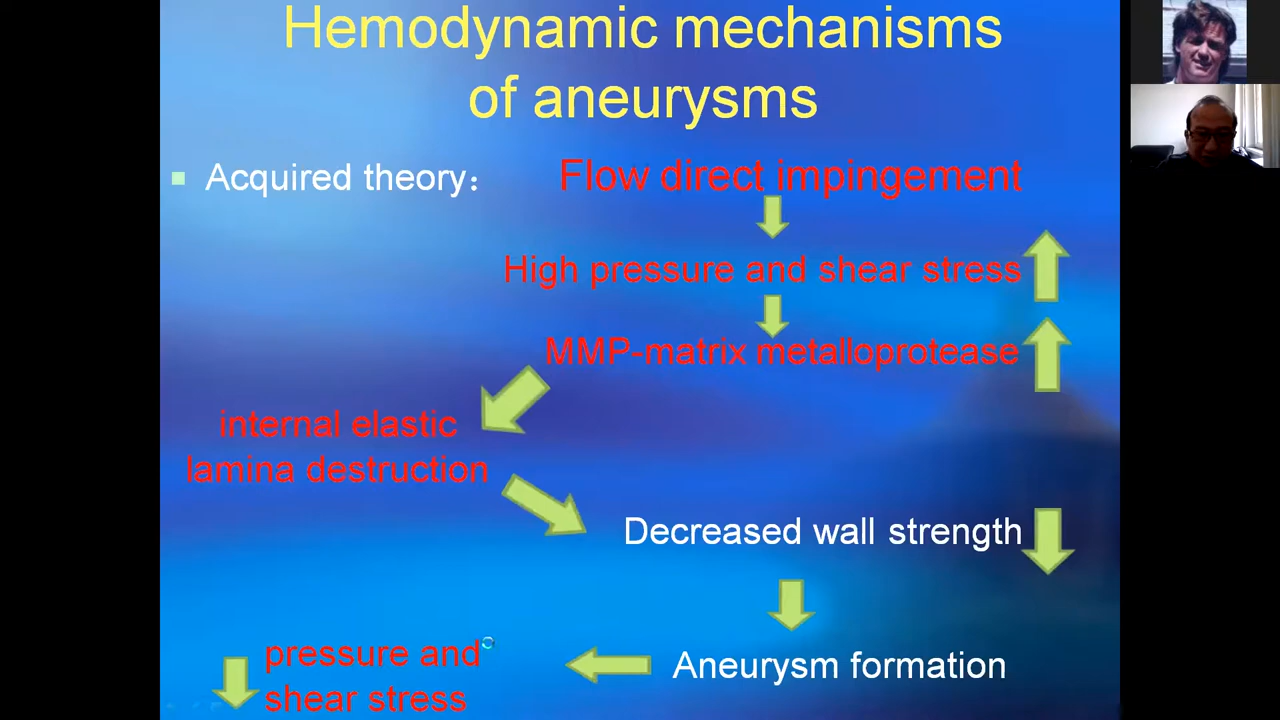 Hemodynamic mechanisms
of aneurysms
Acquired theory：
Flow direct impingement
High pressure and shear stress
MMP-matrix metalloprotease
internal elastic
lamina destruction
Decreased wall strength
Aneurysm formation
pressure and
shear stress